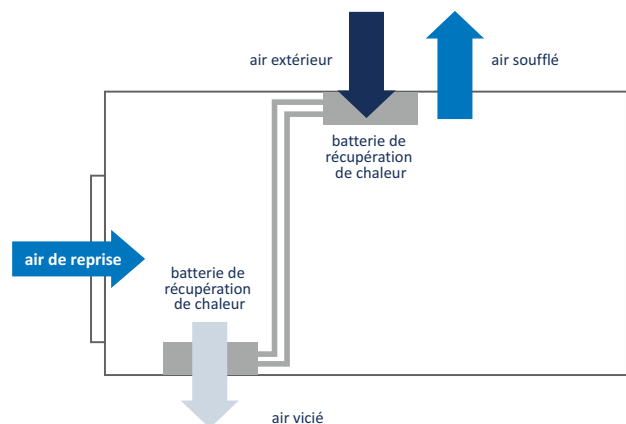 air extérieur
air soufflé
batterie de
récupération
de chaleur
air de reprise
batterie de
récupération
de chaleur
air vicié